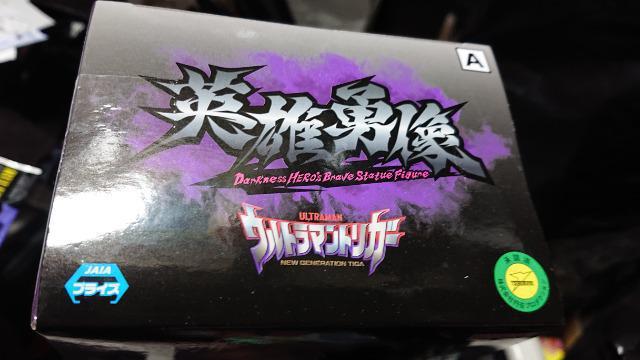 A
英雄勇像
Darkness HERO's Brave Statue Figure
ULTRAMAN
ウルトラマントリガー
NEW GENERATION TIGA
JAIA
プライズ